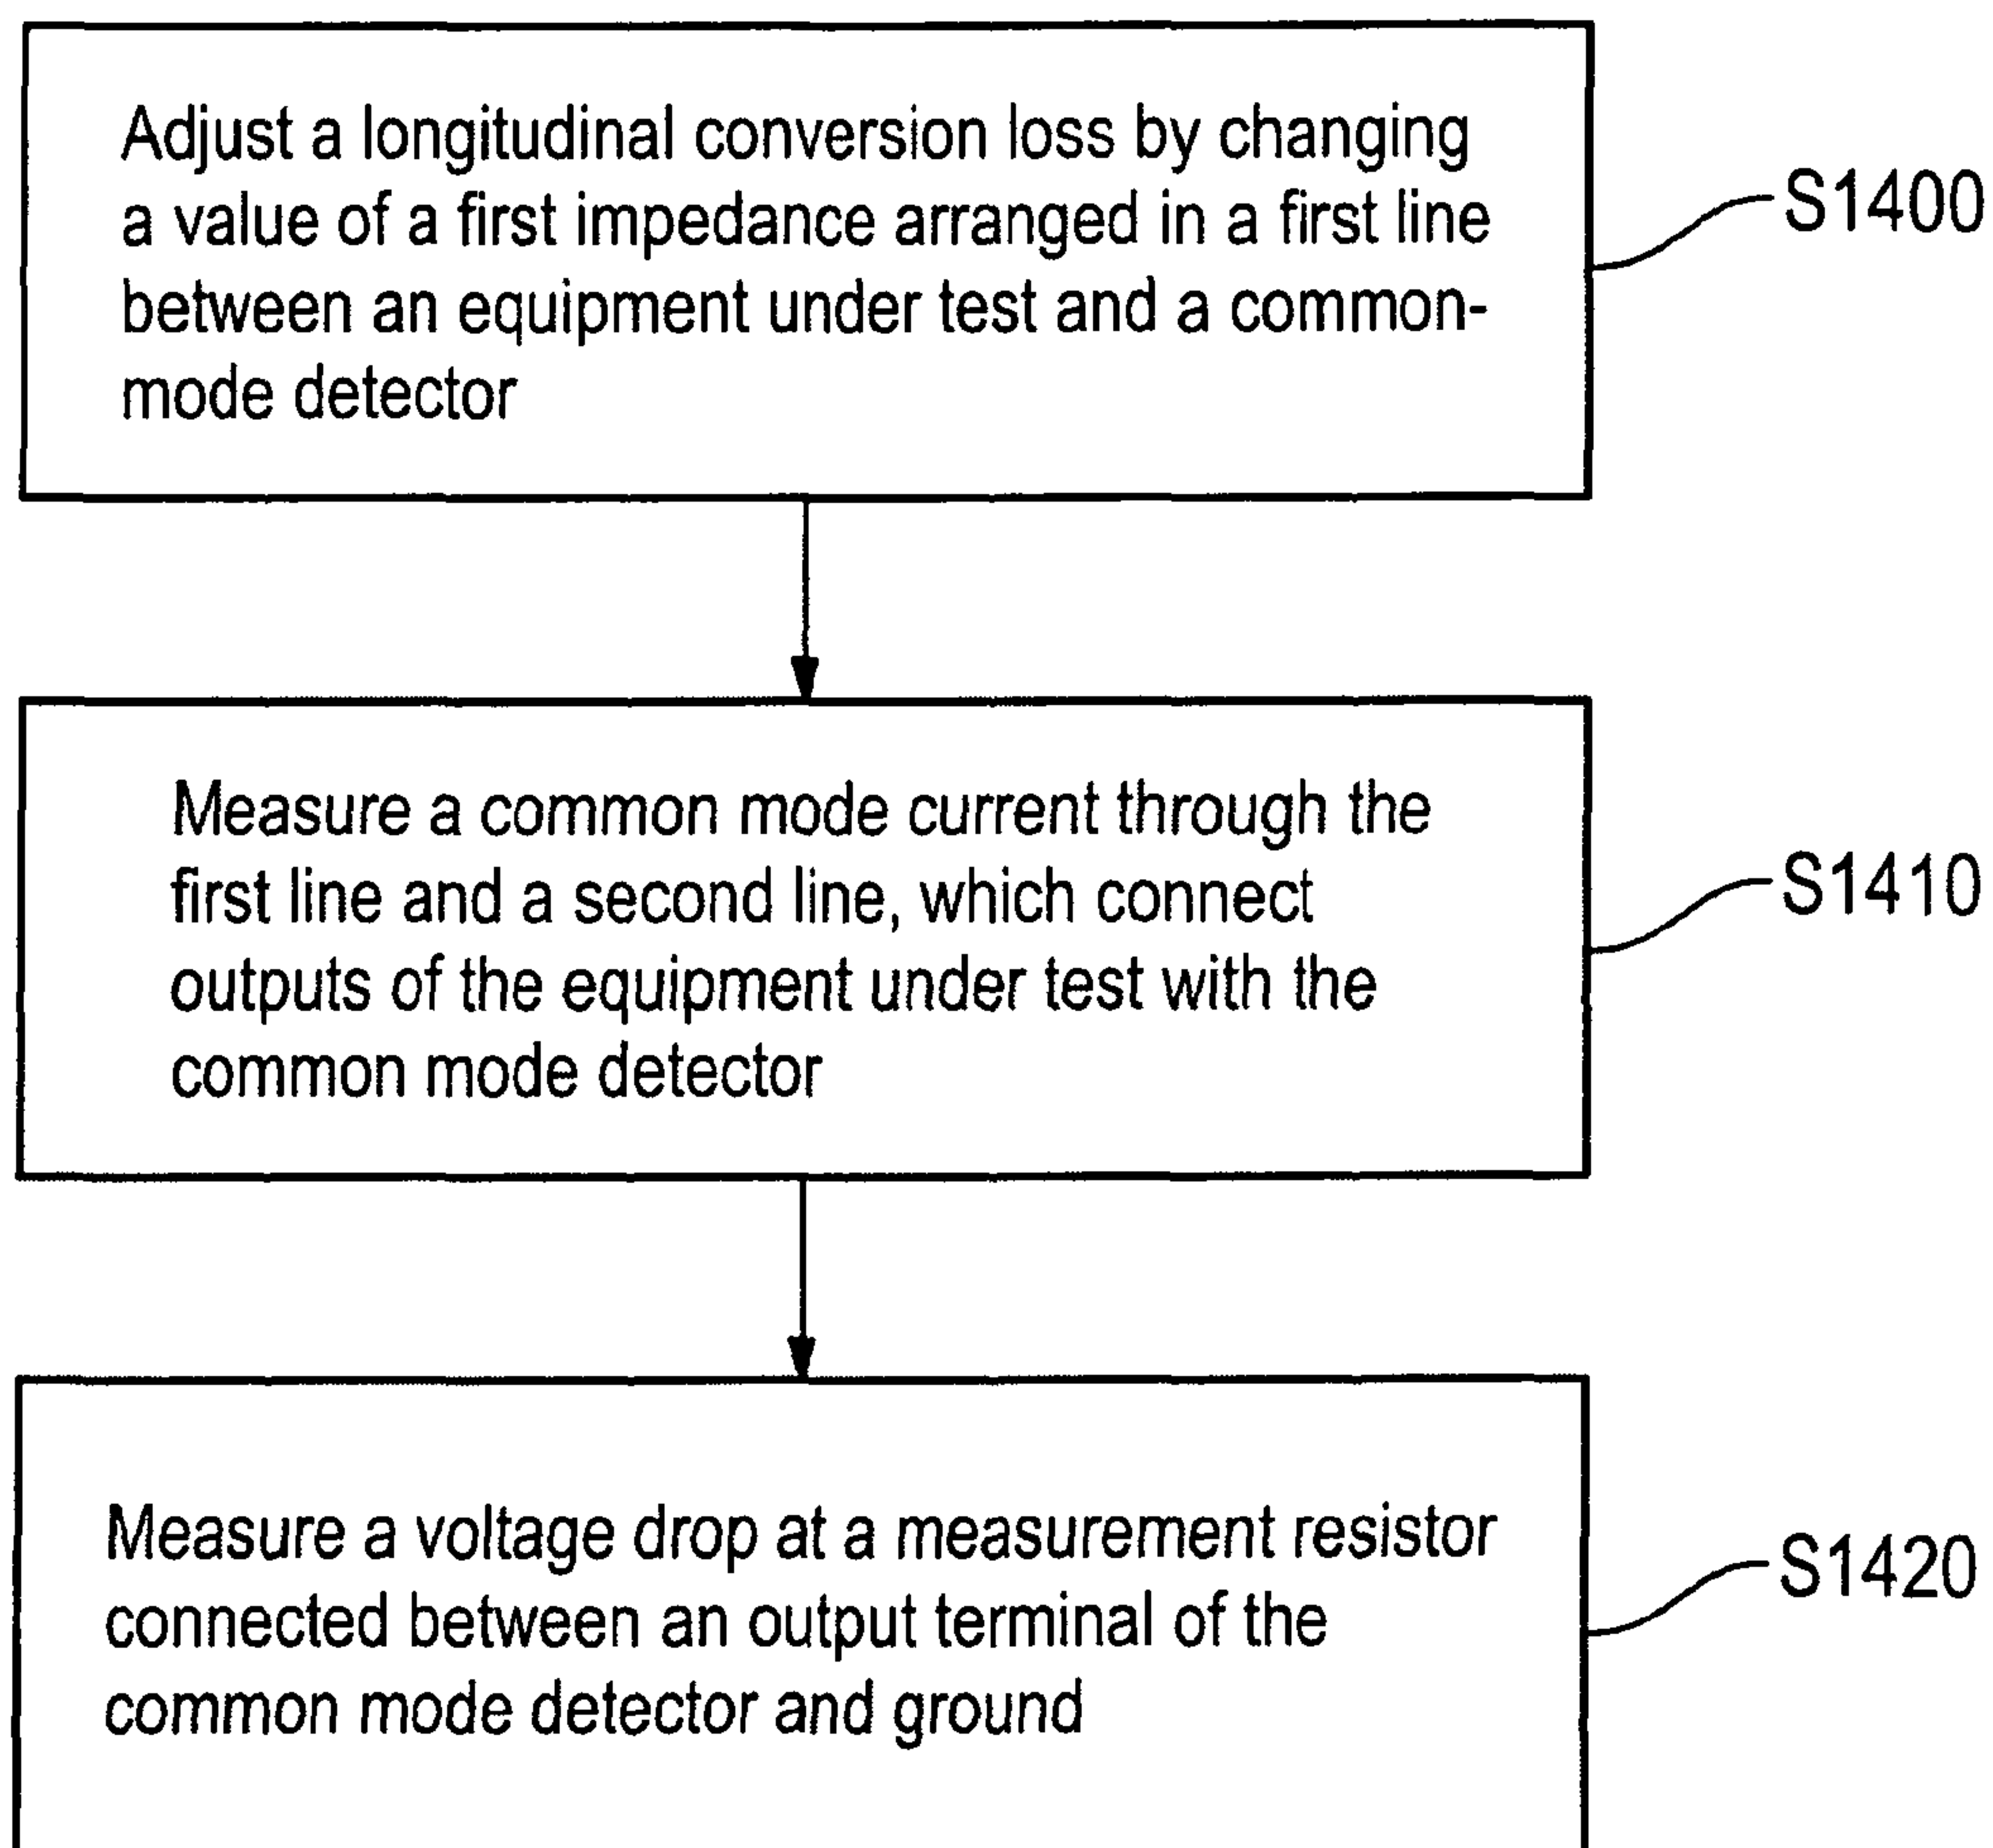 Adjust a longitudinal conversion loss by changing
a value of a first impedance arranged in a first line
between an equipment under test and a common-
mode detector
S1400
Measure a common mode current through the
first line and a second line, which connect
outputs of the equipment under test with the
common mode detector
S1410
Measure a voltage drop at a measurement resistor
connected between an output terminal of the
common mode detector and ground
S1420